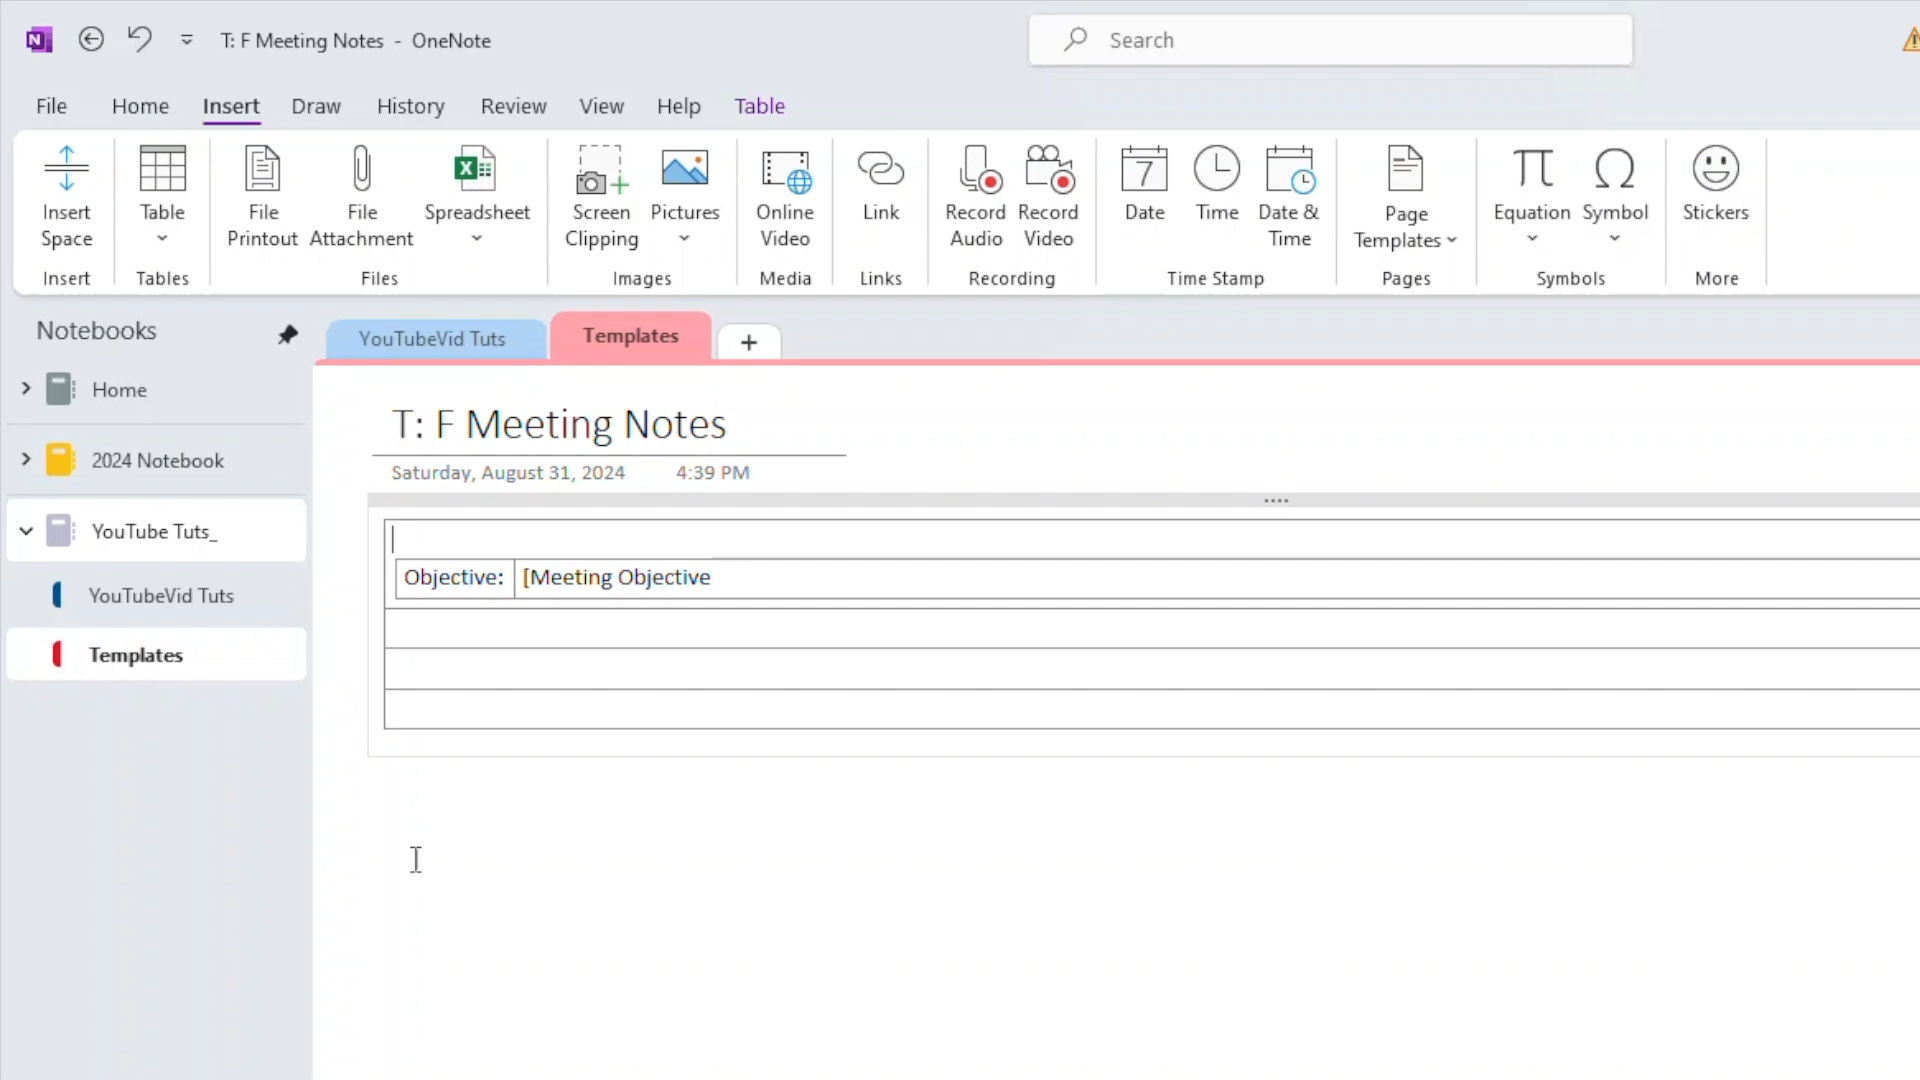 T: F Meeting Notes - OneNote
Search
File Home Insert Draw History Review View Help Table
Insert Space
Table
File Printout
File Attachment
Spreadsheet
Screen Clipping
Pictures
Online Video
Link
Record Audio
Record Video
Date
Time
Date & Time
Page Templates
Equation
Symbol
Stickers
Insert Tables Files Images Media Links Recording Time Stamp Pages Symbols More
Notebooks
YouTubeVid Tuts Templates +
Home
2024 Notebook
YouTube Tuts_
YouTubeVid Tuts
Templates
T: F Meeting Notes
Saturday, August 31, 2024 4:39 PM
Objective: [Meeting Objective